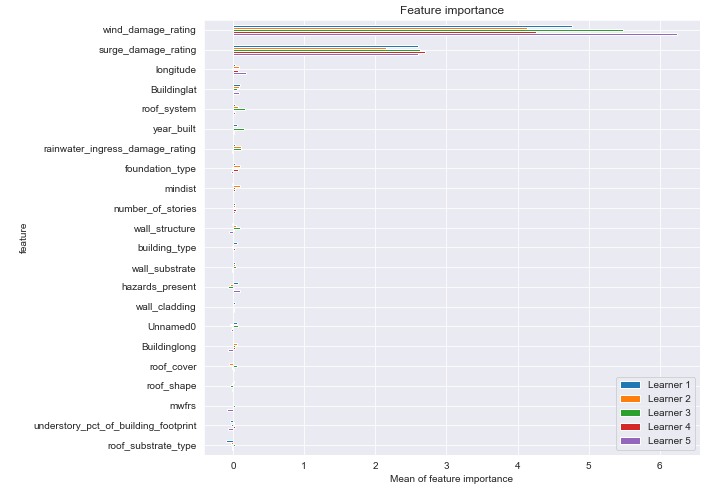 Feature importance
wind_damage_rating
surge_damage_rating
longitude
Buildinglat
roof_system
year_built
rainwater_ingress_damage_rating
foundation_type
mindist
number_of_stories
wall_structure
building_type
wall_substrate
hazards_present
wall_cladding
Unnamed0
Buildinglong
roof_cover
roof_shape
mwfrs
understory_pct_of_building_footprint
roof_substrate_type
feature
Learner 1
Learner 2
Learner 3
Learner 4
Learner 5
0 1 2 3 4 5 6
Mean of feature importance